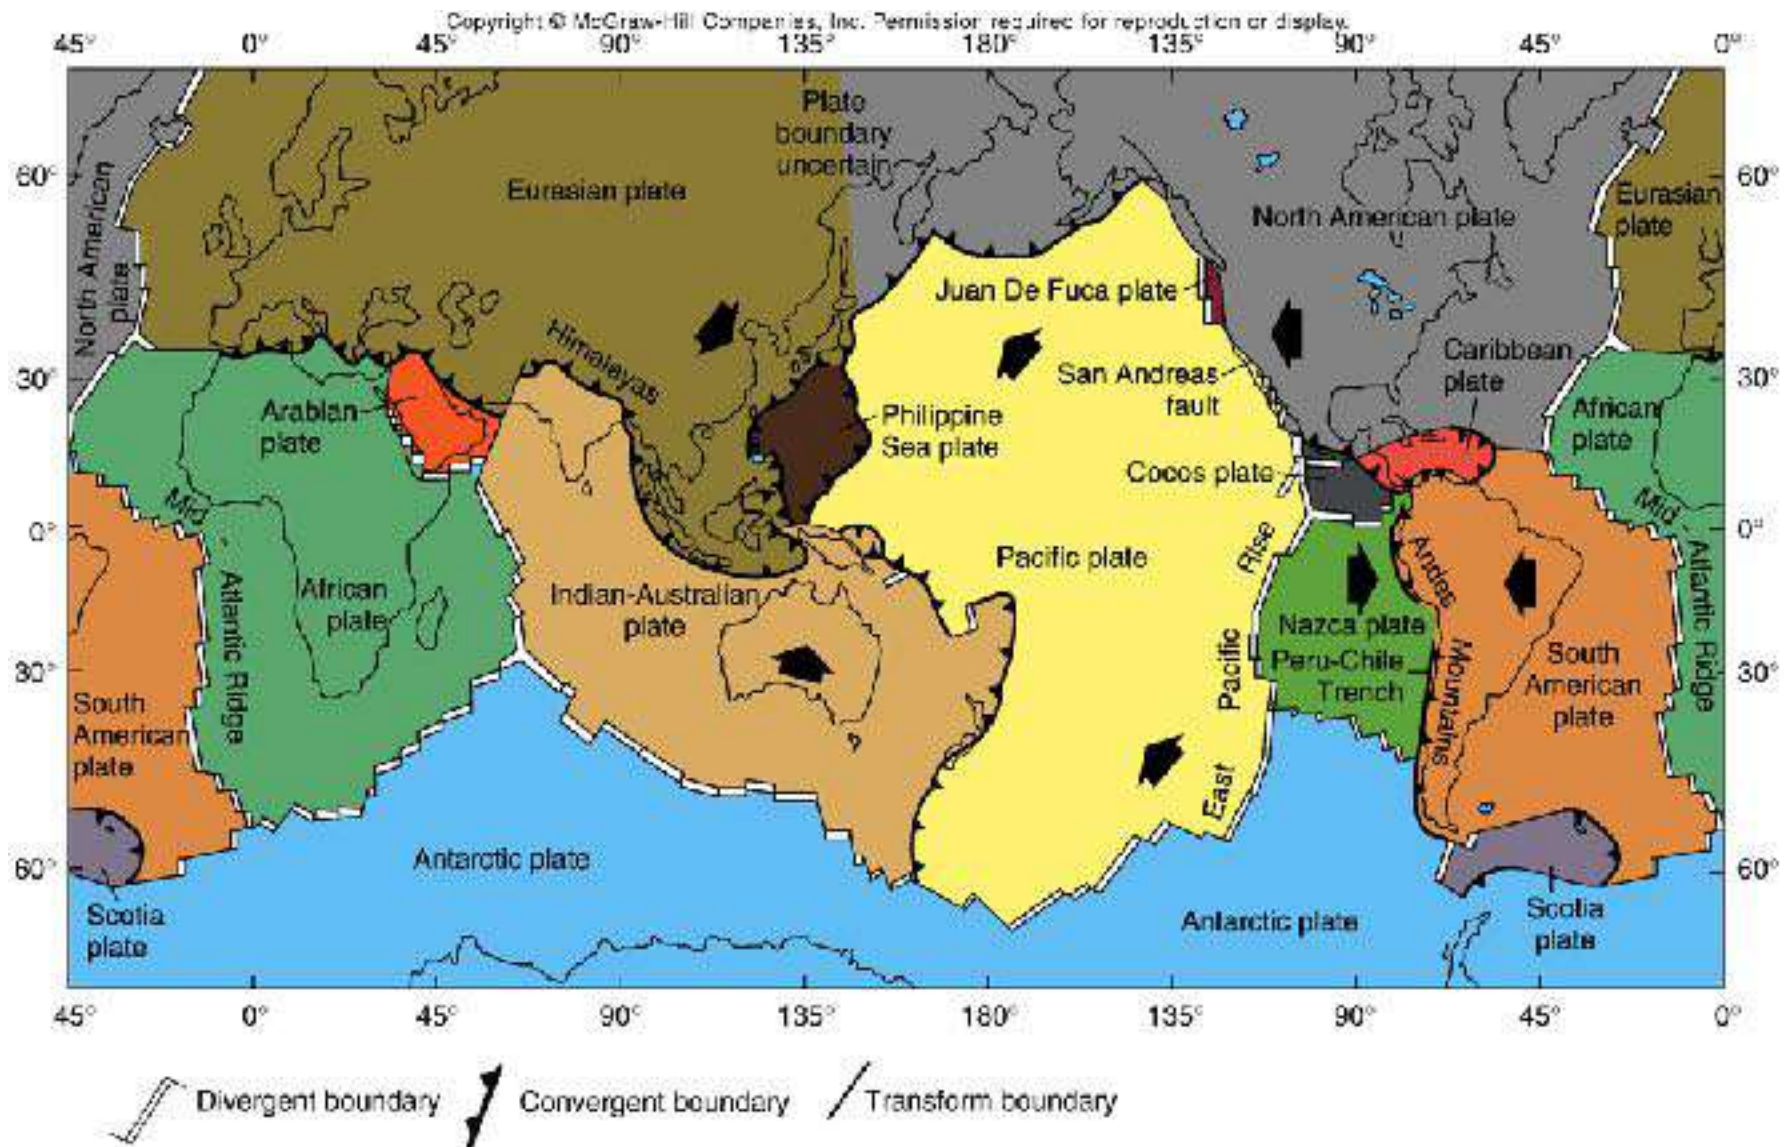 Copyright © McGraw-Hill Companies, Inc. Permission required for reproduction or display.
45° 0° 45° 90° 135° 180° 135° 90° 45° 0°
Plate
boundary
uncertain
60° 60°
Eurasian plate
North American plate
Eurasian
plate
North American
plate
Juan De Fuca plate
Himalayas
San Andreas
fault
Caribbean
plate
30° 30°
Arabian
plate
Philippine
Sea plate
African
plate
Cocos plate
Mid
Atlantic Ridge
0° 0°
African
plate
Indian-Australian
plate
Pacific plate
East Pacific Rise
Andes
Mountains
Nazca plate
Peru-Chile
Trench
South
American
plate
Mid
Atlantic Ridge
30° 30°
South
American
plate
Antarctic plate
60° 60°
Scotia
plate
Antarctic plate
Scotia
plate
45° 0° 45° 90° 135° 180° 135° 90° 45° 0°
Divergent boundary Convergent boundary Transform boundary